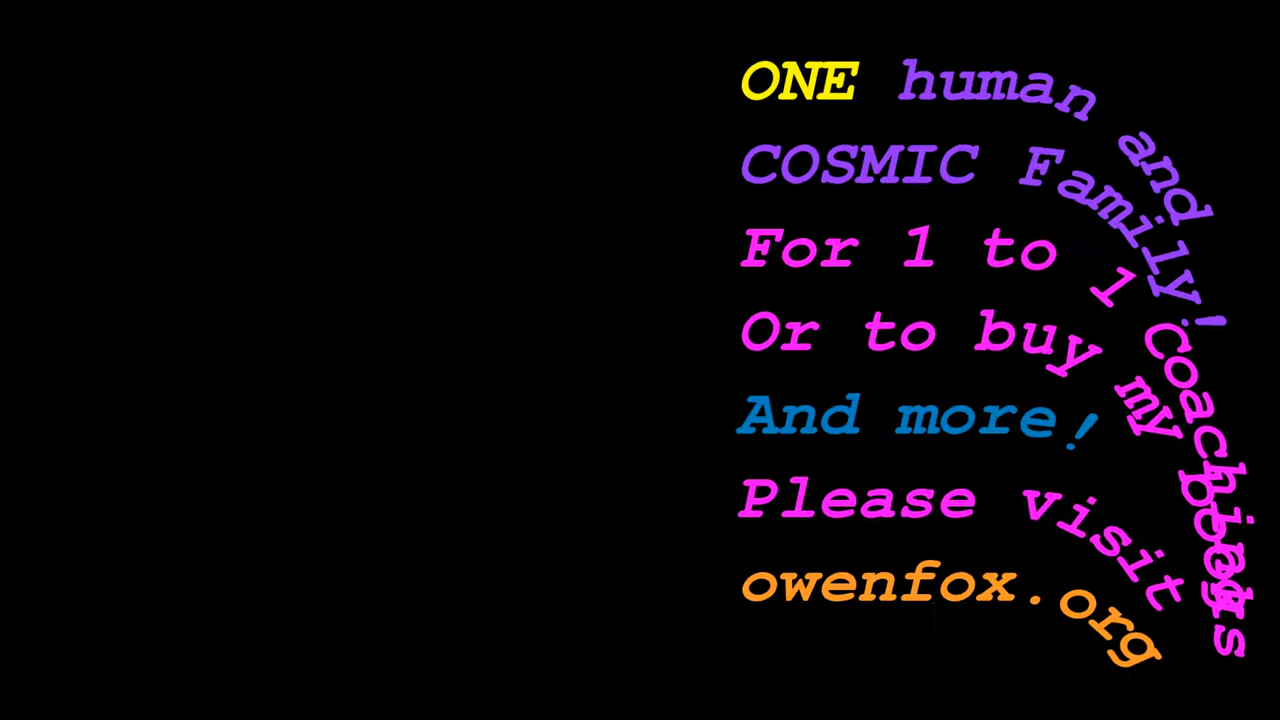 ONE human and
COSMIC Family!
For 1 to 1 Coaching
Or to buy my books
And more!
Please visit
owenfox.org